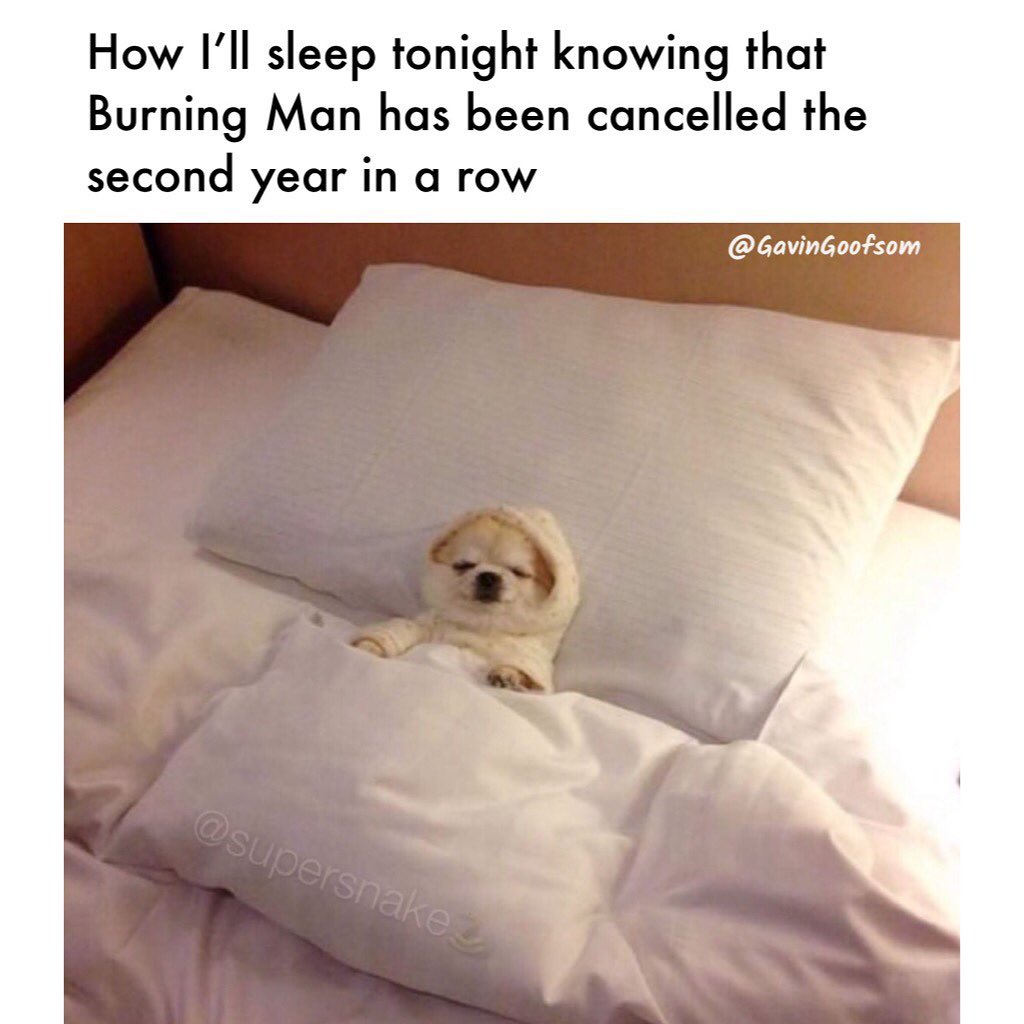 How I’ll sleep tonight knowing that
Burning Man has been cancelled the
second year in a row
@GavinGoofsom
@supersnake